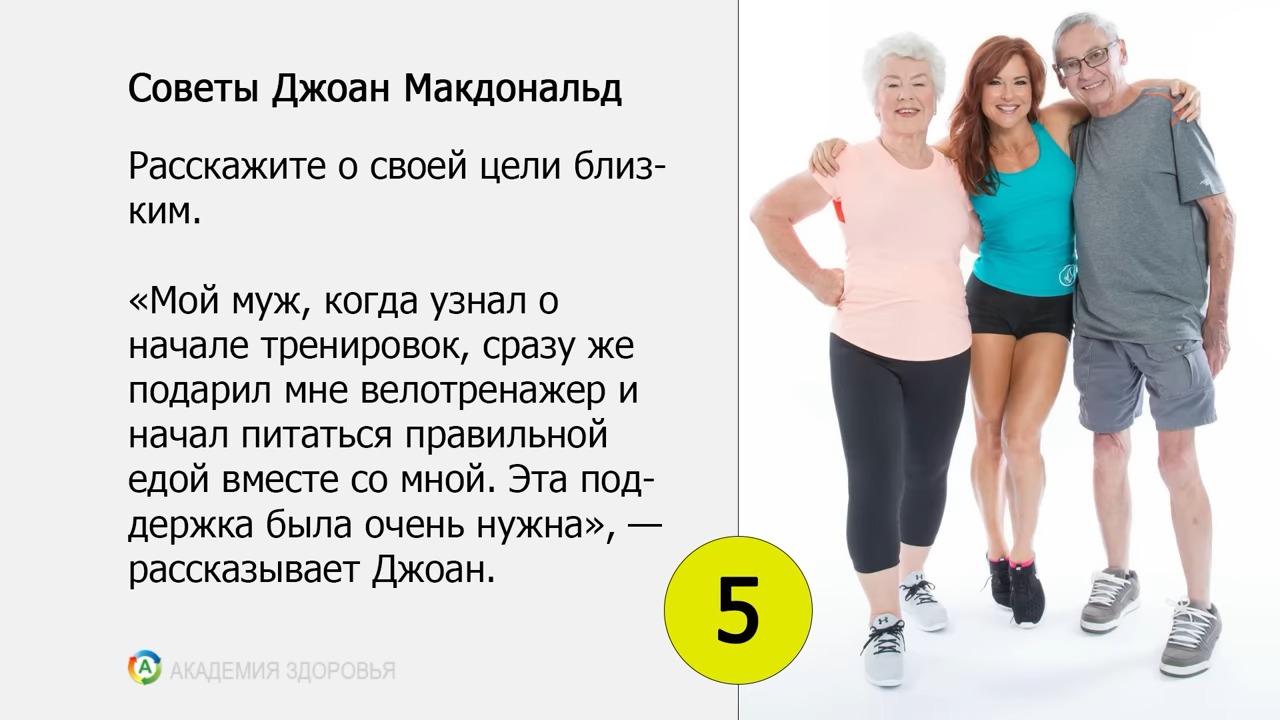 Советы Джоан Макдональд
Расскажите о своей цели близ-
ким.
«Мой муж, когда узнал о
начале тренировок, сразу же
подарил мне велотренажер и
начал питаться правильной
едой вместе со мной. Эта под-
держка была очень нужна», —
рассказывает Джоан.
5
А АКАДЕМИЯ ЗДОРОВЬЯ